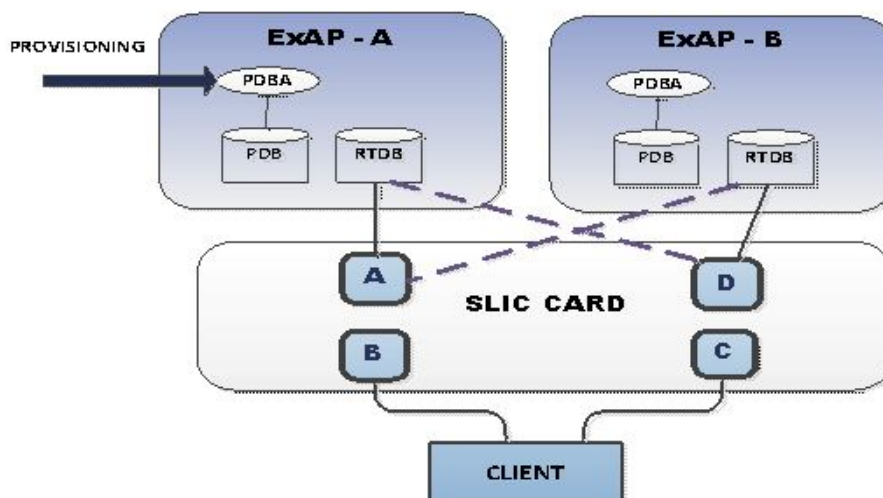 ExAP - A
ExAP - B
PROVISIONING
PDBA
PDBA
PDB
RTDB
PDB
RTDB
A
D
SLIC CARD
B
C
CLIENT